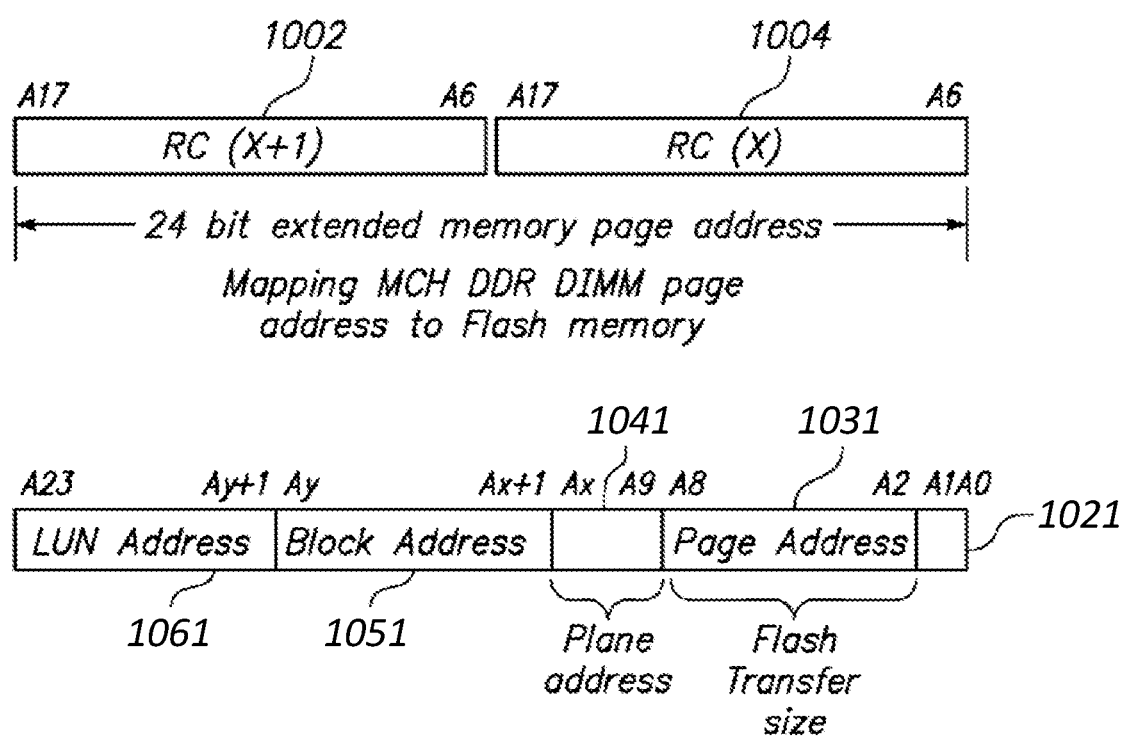 1002 1004
A17 A6 A17 A6
RC (X+1) RC (X)
24 bit extended memory page address
Mapping MCH DDR DIMM page
address to Flash memory
1041 1031
A23 Ay+1 Ay Ax+1 Ax A9 A8 A2 A1A0
LUN Address Block Address Page Address 1021
1061 1051
Plane Flash
address Transfer
size